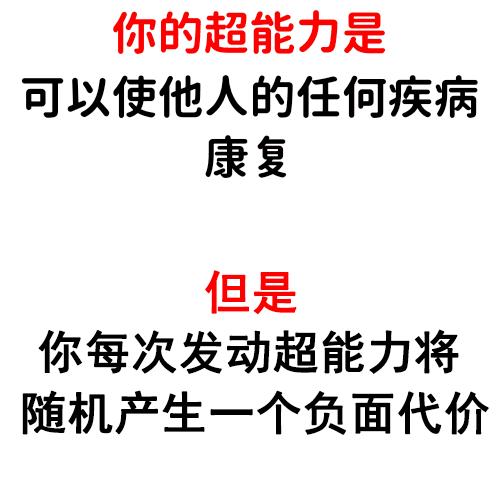 你的超能力是
可以使他人的任何疾病
康复
但是
你每次发动超能力将
随机产生一个负面代价